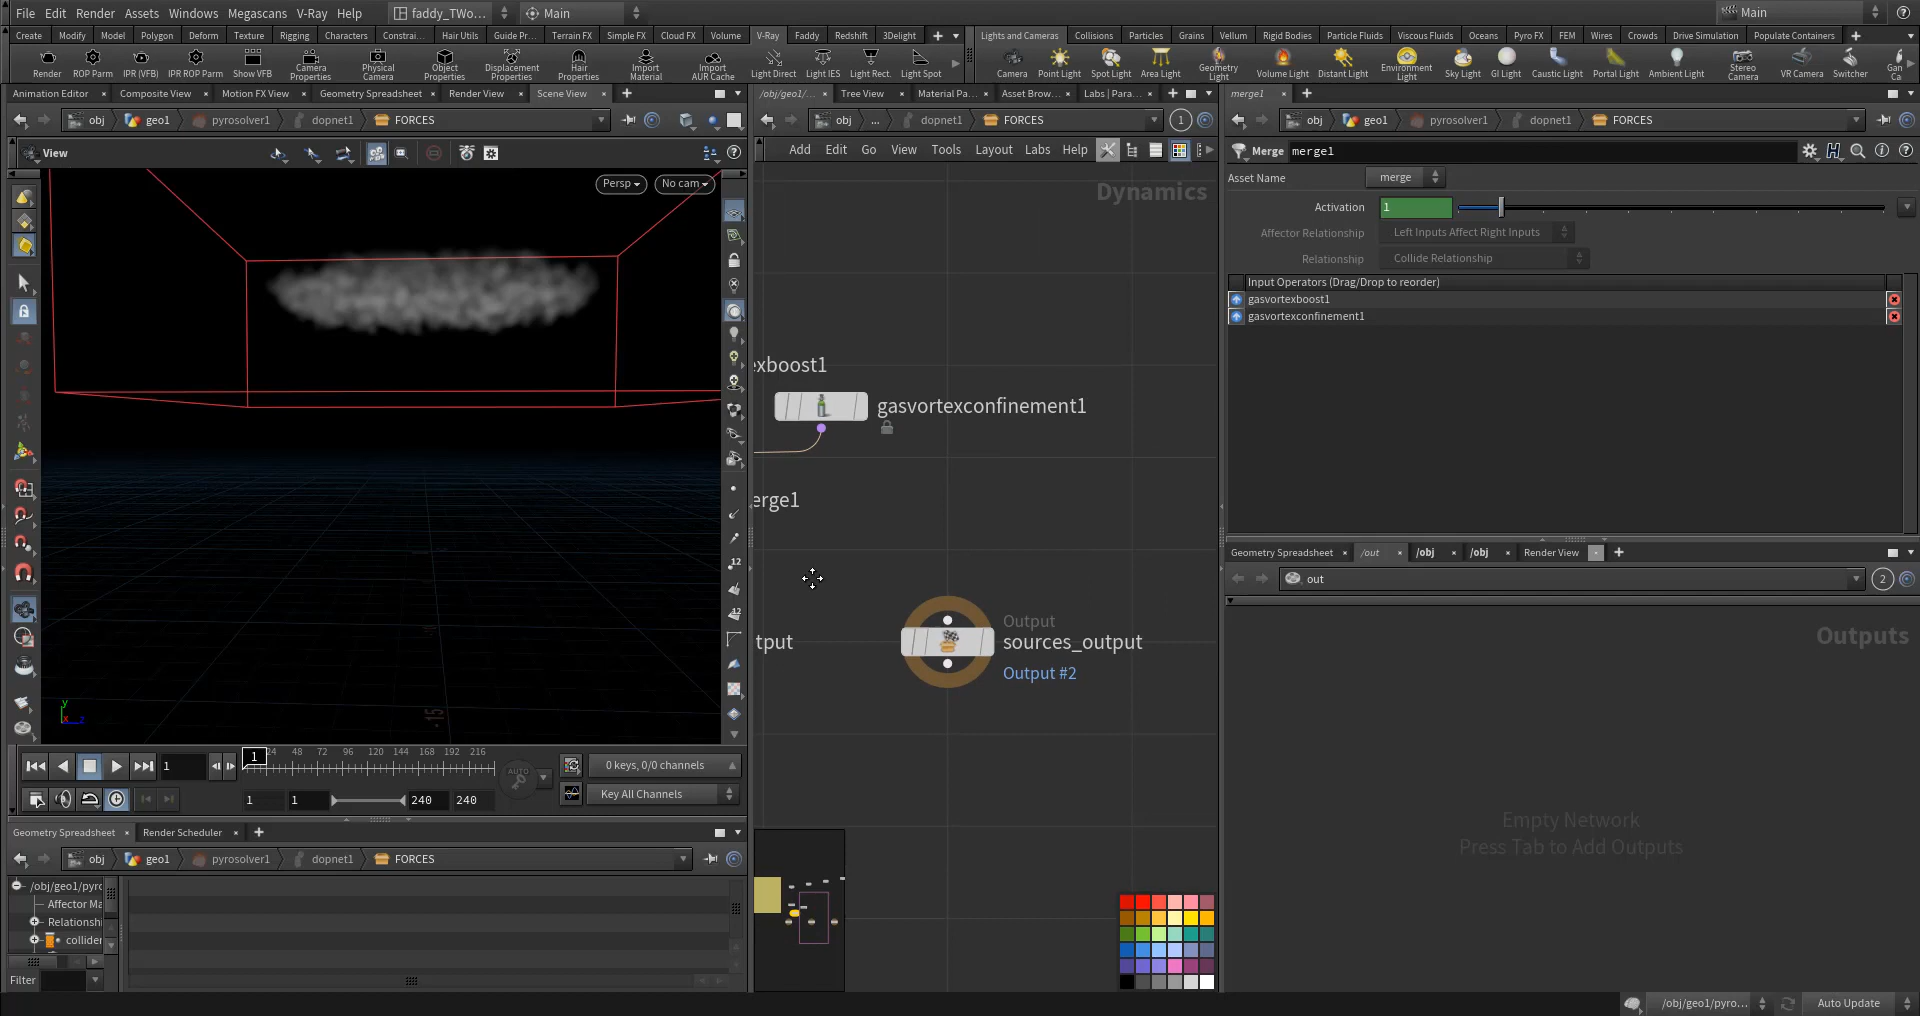 File Edit Render Assets Windows Megascans V-Ray Help faddy_TWo... Main Main
Create Modify Model Polygon Deform Texture Rigging Characters Constrai... Hair Utils Guide Pr... Terrain FX Simple FX Cloud FX Volume V-Ray Faddy Redshift 3Delight
Lights and Cameras Collisions Particles Grains Vellum Rigid Bodies Particle Fluids Viscous Fluids Oceans Pyro FX FEM Wires Crowds Drive Simulation Populate Containers
Render ROP Parm IPR (VFB) IPR ROP Parm Show VFB Camera Properties Physical Camera Object Properties Displacement Properties Hair Properties Import Material Import AUR Cache Light Direct Light IES Light Rect. Light Spot
Camera Point Light Spot Light Area Light Geometry Light Volume Light Distant Light Environment Light Sky Light GI Light Caustic Light Portal Light Ambient Light Stereo Camera VR Camera Switcher Gan Ca
Animation Editor Composite View Motion FX View Geometry Spreadsheet Render View Scene View
/obj/geo1/... Tree View Material Pa... Asset Brow... Labs | Para...
merge1
obj geo1 pyrosolver1 dopnet1 FORCES
obj ... dopnet1 FORCES 1
obj geo1 pyrosolver1 dopnet1 FORCES
View
Add Edit Go View Tools Layout Labs Help
Merge merge1
Asset Name merge
Persp No cam
Dynamics
Activation 1
Affector Relationship Left Inputs Affect Right Inputs
Relationship Collide Relationship
Input Operators (Drag/Drop to reorder)
gasvortexboost1
gasvortexconfinement1
exboost1
gasvortexconfinement1
erge1
Output
tput
sources_output
Output #2
Geometry Spreadsheet /out /obj /obj Render View
out 2
Outputs
Empty Network
Press Tab to Add Outputs
12
12
y
x z
-15
1 24 48 72 96 120 144 168 192 216
1
AUTO
0 keys, 0/0 channels
1 1 240 240
Key All Channels
Geometry Spreadsheet Render Scheduler
obj geo1 pyrosolver1 dopnet1 FORCES
/obj/geo1/pyro
Affector Ma
Relationshi
collider
Filter
/obj/geo1/pyro... Auto Update